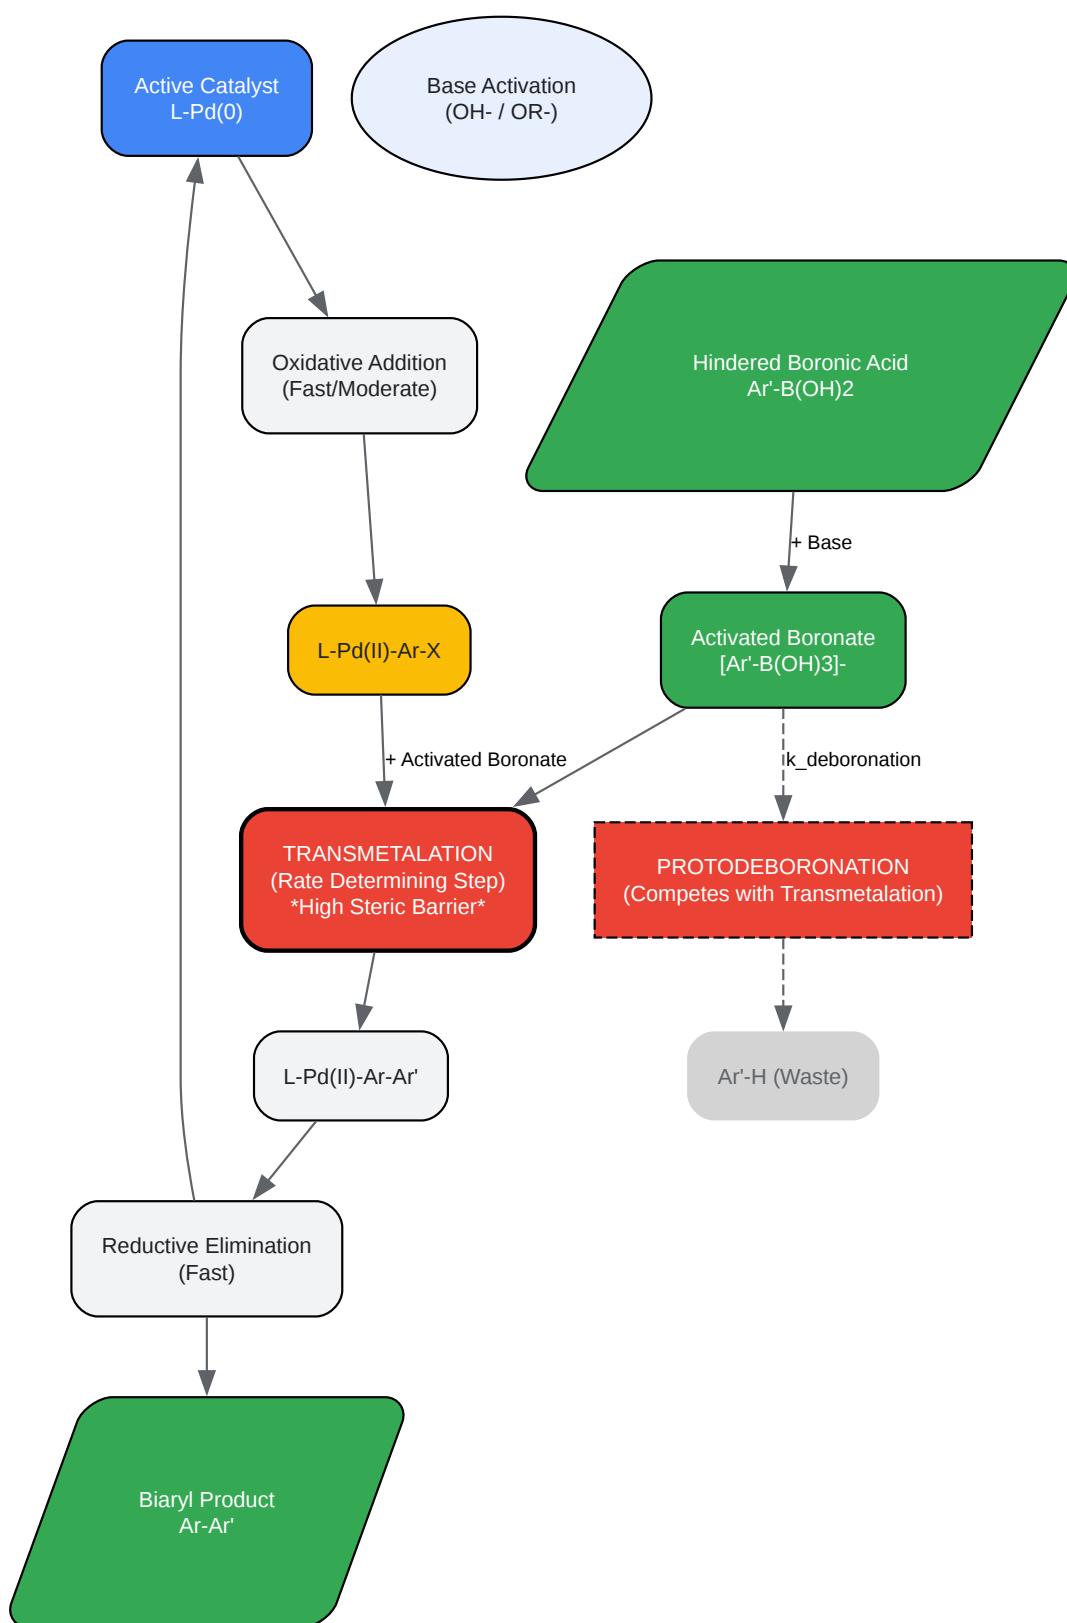 Active Catalyst
L-Pd(0)
Base Activation
(OH- / OR-)
Oxidative Addition
(Fast/Moderate)
Hindered Boronic Acid
Ar'-B(OH)2
+ Base
L-Pd(II)-Ar-X
Activated Boronate
[Ar'-B(OH)3]-
+ Activated Boronate
k_deboronation
TRANSMETALATION
(Rate Determining Step)
*High Steric Barrier*
PROTODEBORONATION
(Competes with Transmetalation)
L-Pd(II)-Ar-Ar'
Ar'-H (Waste)
Reductive Elimination
(Fast)
Biaryl Product
Ar-Ar'